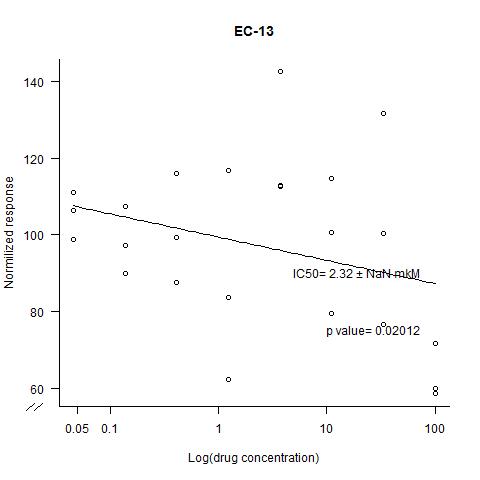 EC-13
Normilized response
140
120
100
80
60
IC50= 2.32 ± NaN mkM
p value= 0.02012
0.05 0.1 1 10 100
Log(drug concentration)